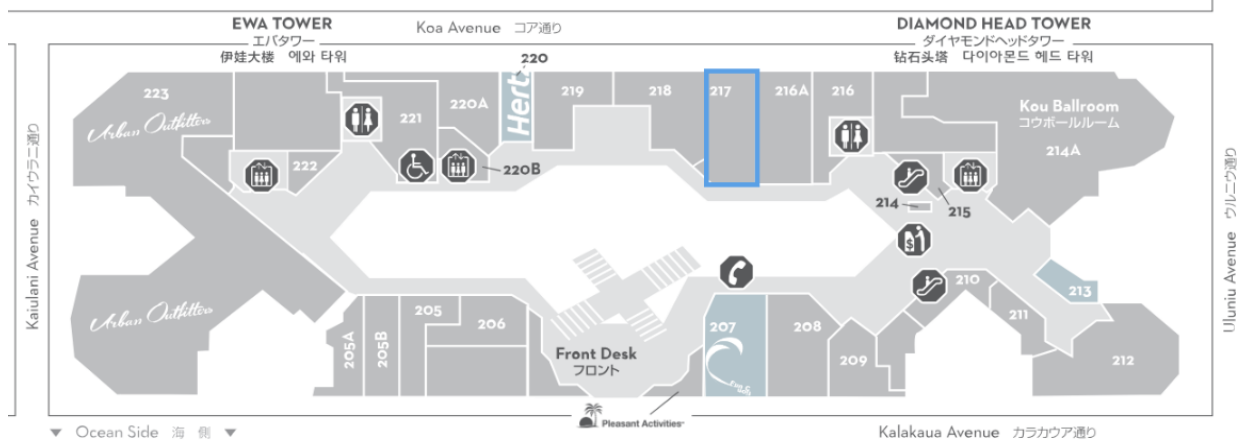 EWA TOWER
エバタワー
伊娃大楼 에와 타워
Koa Avenue コア通り
DIAMOND HEAD TOWER
ダイヤモンドヘッドタワー
钻石头塔 다이아몬드 헤드 타워
223
Urban Outfitters
222
221
220A
220
Hertz
220B
219
218
217
216A
216
Kou Ballroom
コウボールルーム
214A
214
215
Kaiulani Avenue カイウラニ通り
Uluniu Avenue ウルニウ通り
$
Urban Outfitters
205A
205B
205
206
Front Desk
フロント
207
208
209
210
211
213
212
Pleasant Activities
▼ Ocean Side 海 側 ▼
Kalakaua Avenue カラカウア通り